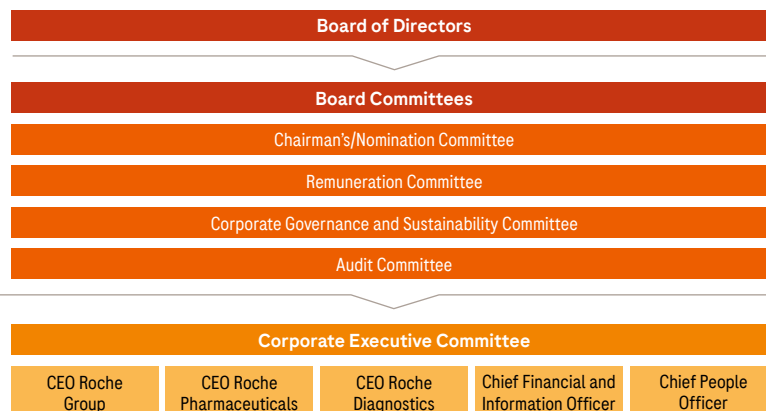 Board of Directors
Board Committees
Chairman's/Nomination Committee
Remuneration Committee
Corporate Governance and Sustainability Committee
Audit Committee
Corporate Executive Committee
CEO Roche
Group
CEO Roche
Pharmaceuticals
CEO Roche
Diagnostics
Chief Financial and
Information Officer
Chief People
Officer